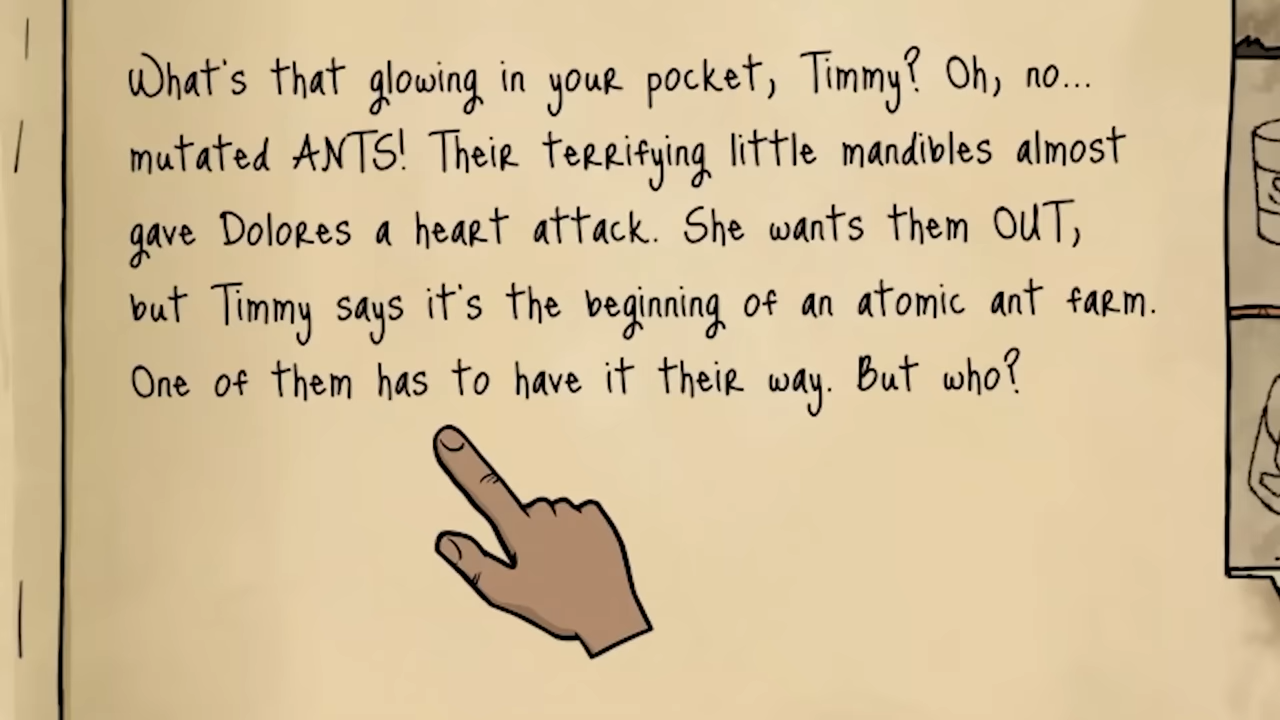 What's that glowing in your pocket, Timmy? Oh, no...
mutated ANTS! Their terrifying little mandibles almost
gave Dolores a heart attack. She wants them OUT,
but Timmy says it's the beginning of an atomic ant farm.
One of them has to have it their way. But who?